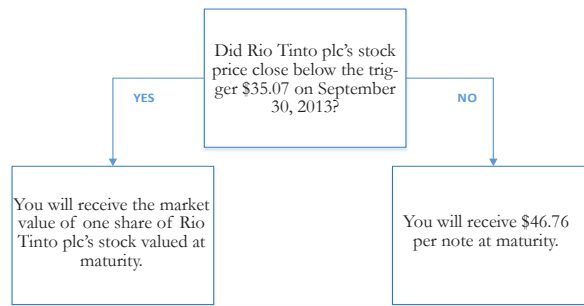 Did Rio Tinto plc's stock
price close below the trig-
ger $35.07 on September
30, 2013?
YES
NO
You will receive the market
value of one share of Rio
Tinto plc's stock valued at
maturity.
You will receive $46.76
per note at maturity.